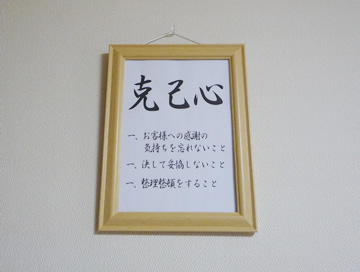 克己心
一、お客様への感謝の
気持ちを忘れないこと
一、決して妥協しないこと
一、整理整頓をすること